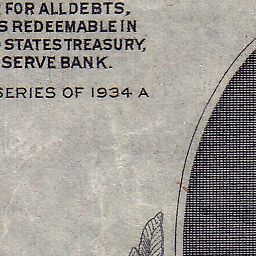 FOR ALL DEBTS,
S REDEEMABLE IN
STATES TREASURY,
SERVE BANK.
SERIES OF 1934 A